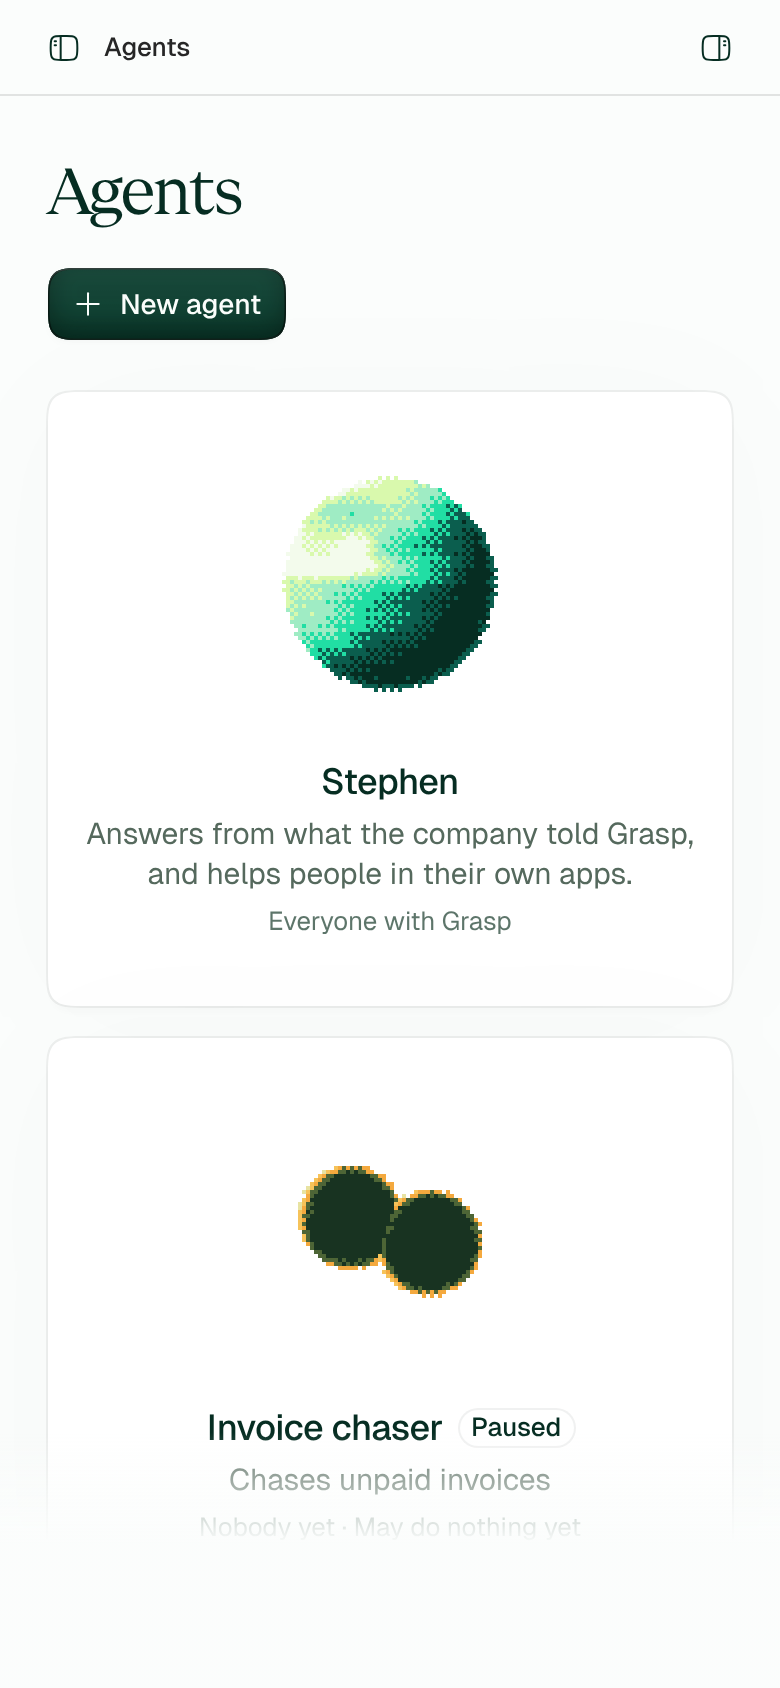 Agents
Agents
New agent
Stephen
Answers from what the company told Grasp,
and helps people in their own apps.
Everyone with Grasp
Invoice chaser Paused
Chases unpaid invoices
Nobody yet · May do nothing yet